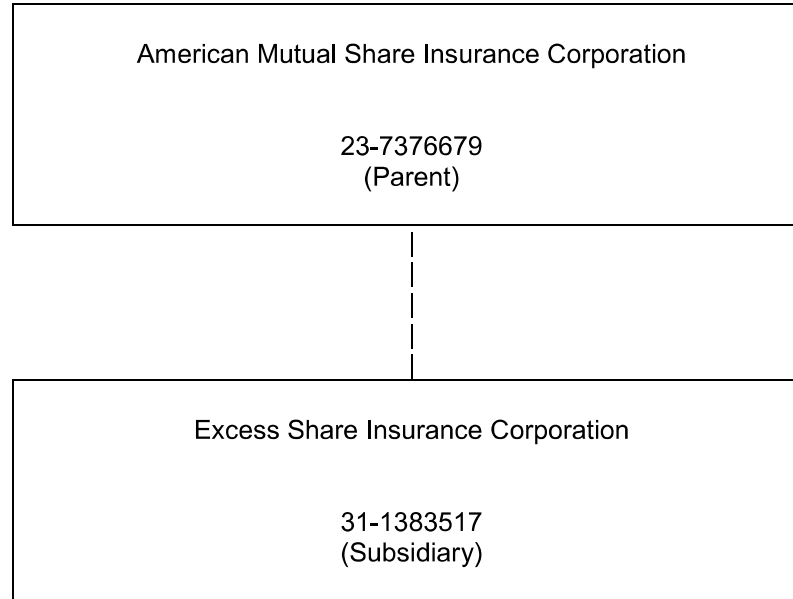 American Mutual Share Insurance Corporation
23-7376679
(Parent)
Excess Share Insurance Corporation
31-1383517
(Subsidiary)